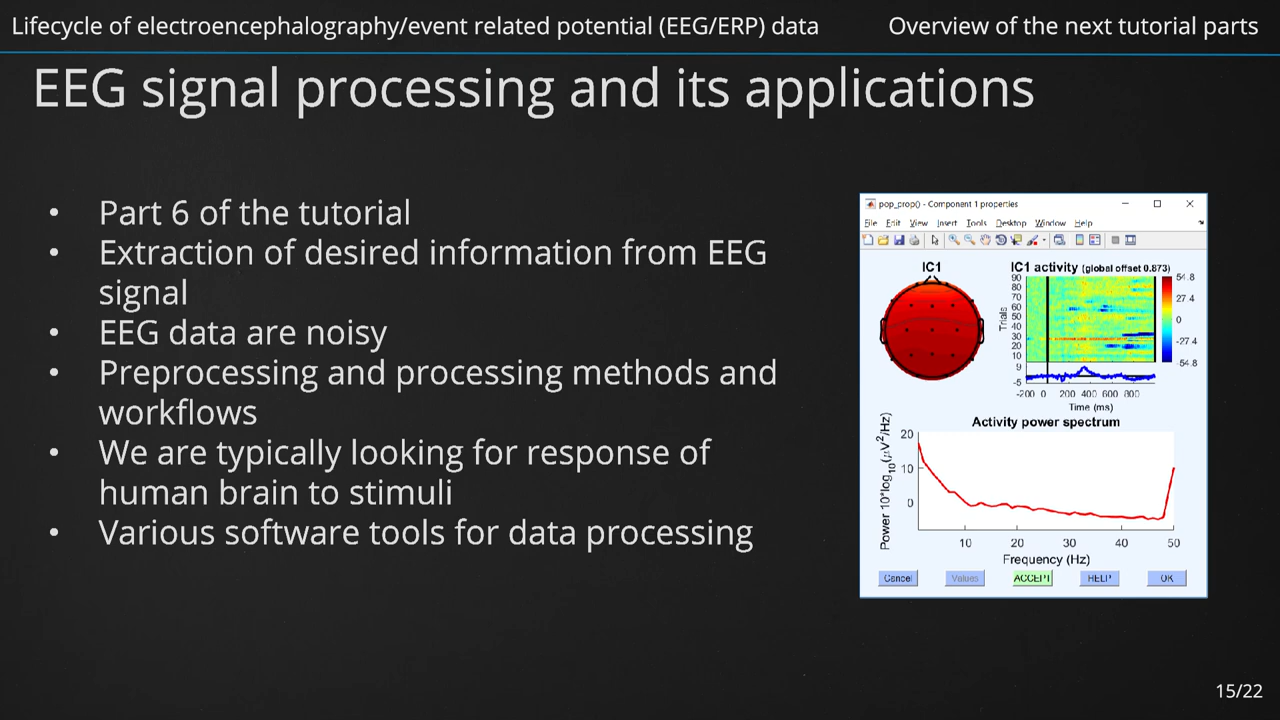 Lifecycle of electroencephalography/event related potential (EEG/ERP) data
Overview of the next tutorial parts
EEG signal processing and its applications
• Part 6 of the tutorial
• Extraction of desired information from EEG
signal
• EEG data are noisy
• Preprocessing and processing methods and
workflows
• We are typically looking for response of
human brain to stimuli
• Various software tools for data processing
pop_prop() - Component 1 properties
File Edit View Insert Tools Desktop Window Help
IC1
IC1 activity (global offset 0.873)
Trials
90
80
70
60
50
40
30
20
10
9
-5
54.8
27.4
0
-27.4
-54.8
-200 0 200 400 600 800
Time (ms)
Activity power spectrum
Power 10*log10(μV2/Hz)
20
10
0
10 20 30 40 50
Frequency (Hz)
Cancel Values ACCEPT HELP OK
15/22